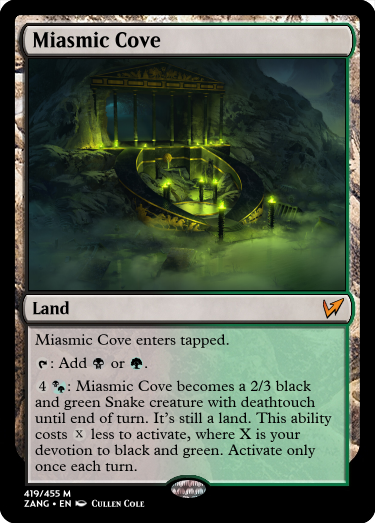 Miasmic Cove
Land
Miasmic Cove enters tapped.
: Add or .
4 : Miasmic Cove becomes a 2/3 black
and green Snake creature with deathtouch
until end of turn. It's still a land. This ability
costs X less to activate, where X is your
devotion to black and green. Activate only
once each turn.
419/455 M
ZANG • EN Cullen Cole